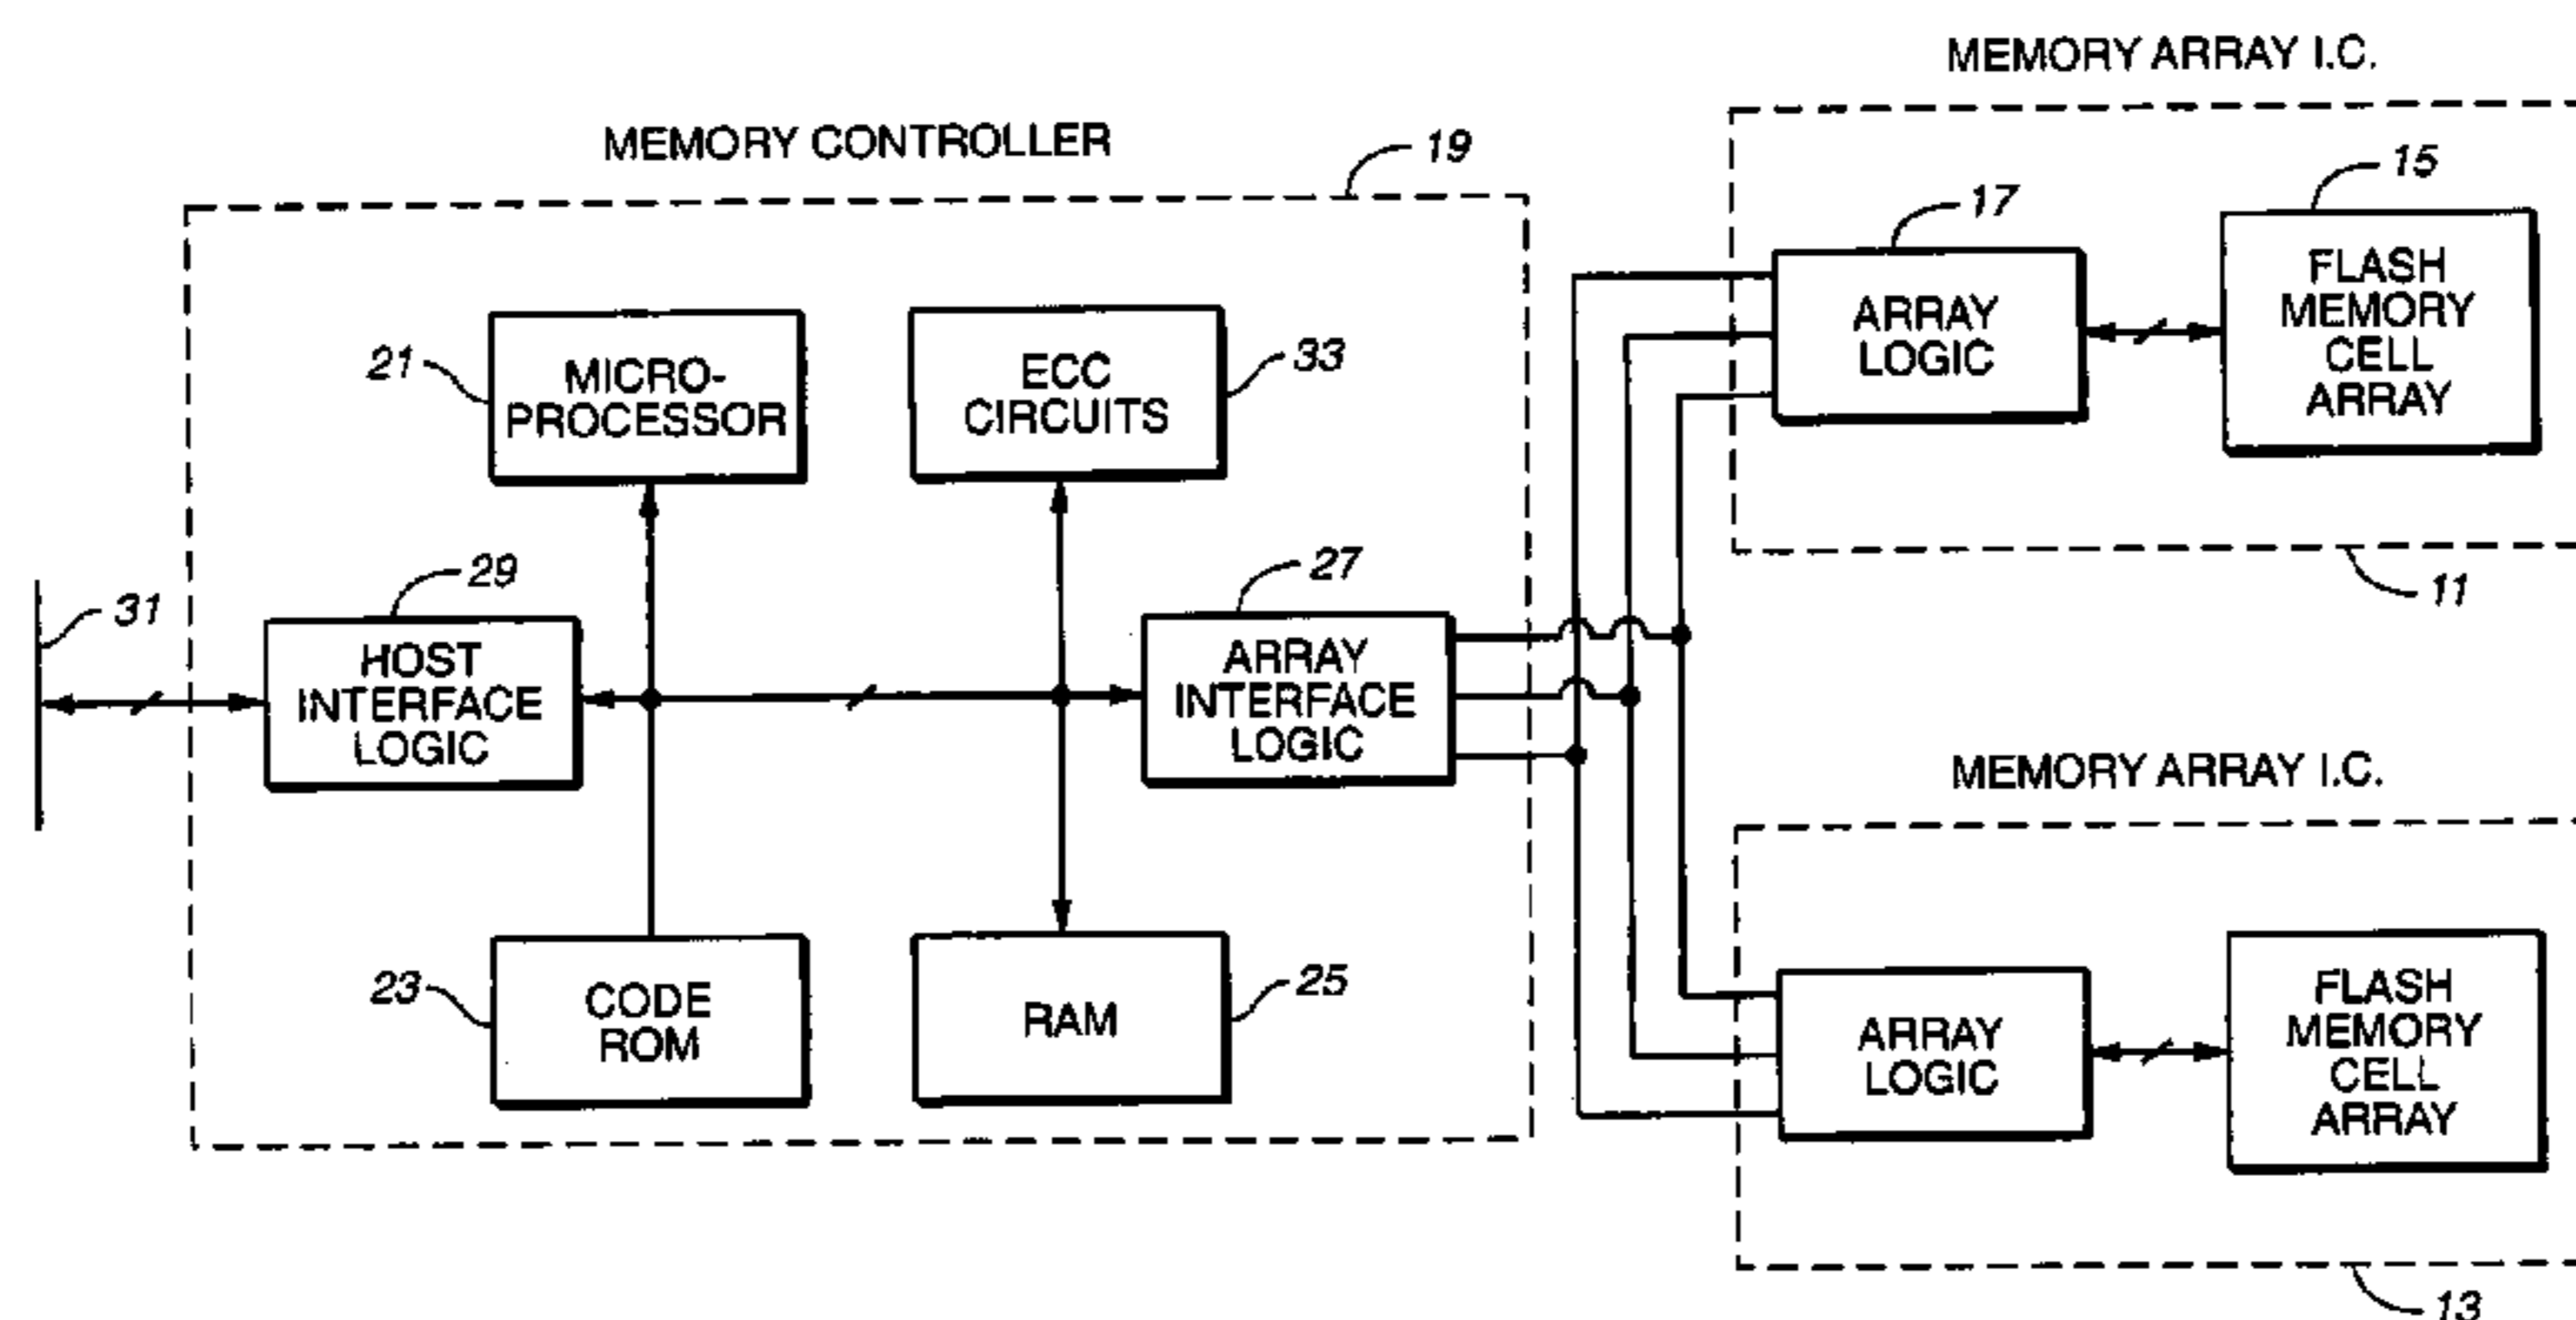 MEMORY ARRAY I.C.
MEMORY CONTROLLER
19
15
17
FLASH
MEMORY
CELL
ARRAY
ARRAY
LOGIC
21
MICRO-
PROCESSOR
ECC
CIRCUITS
33
11
31
29
HOST
INTERFACE
LOGIC
27
ARRAY
INTERFACE
LOGIC
MEMORY ARRAY I.C.
23
CODE
ROM
RAM
25
ARRAY
LOGIC
FLASH
MEMORY
CELL
ARRAY
13